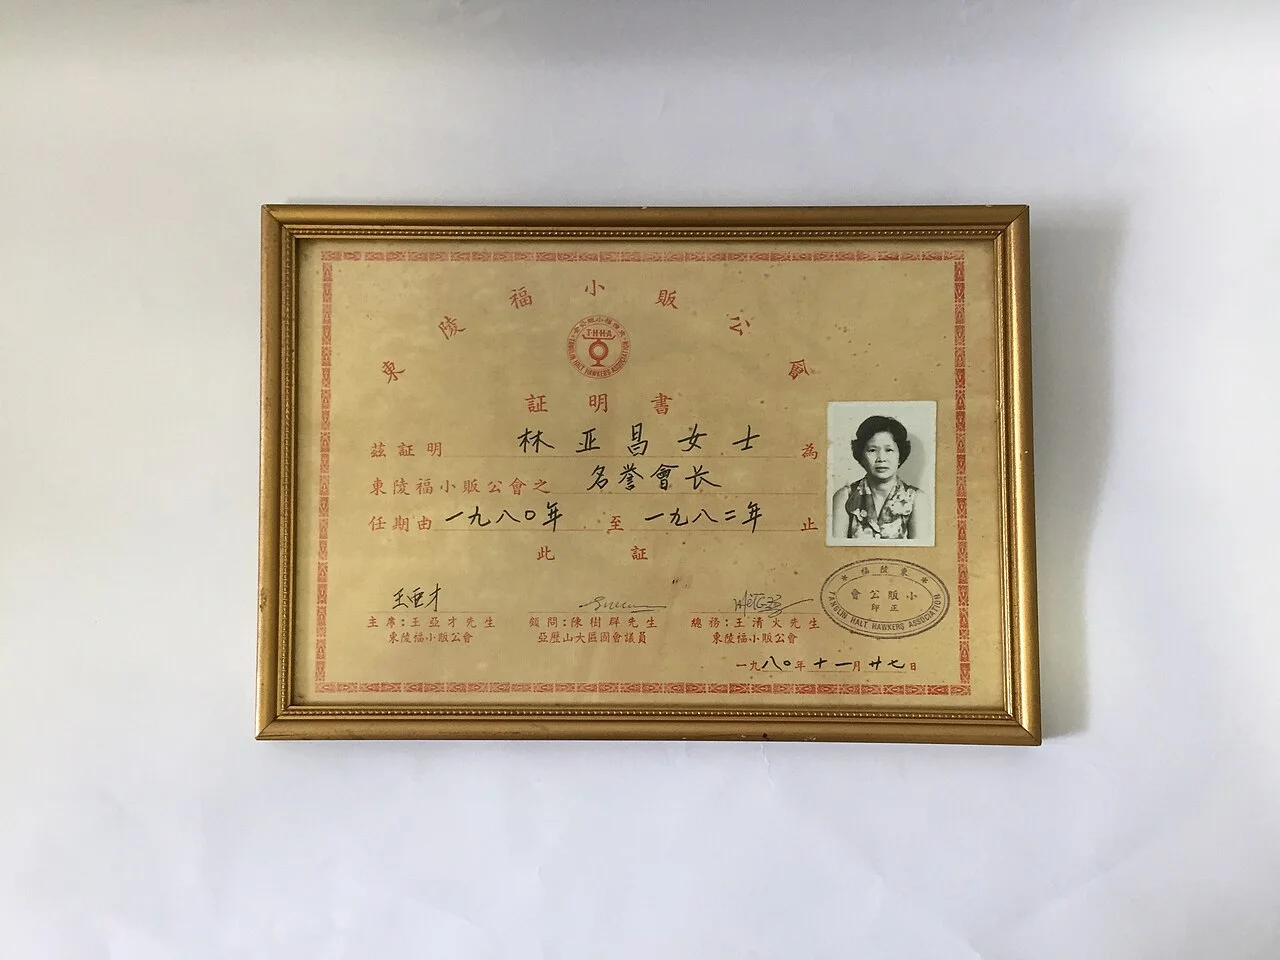 東陵福小販公會
THHA
TANGLIN HALT HAWKERS ASSOCIATION
証明書
茲証明 林亚昌女士 為
東陵福小販公會之 名誉會长
任期由 一九八〇年 至 一九八二年 止
此証
王亜才
主席:王亞才先生
東陵福小販公會
顧問:陳樹群先生
亞歷山大區國會議員
總務:王清火先生
東陵福小販公會
東陵福
小販公會
正印
TANGLIN HALT HAWKERS ASSOCIATION
一九八〇年十一月廿七日